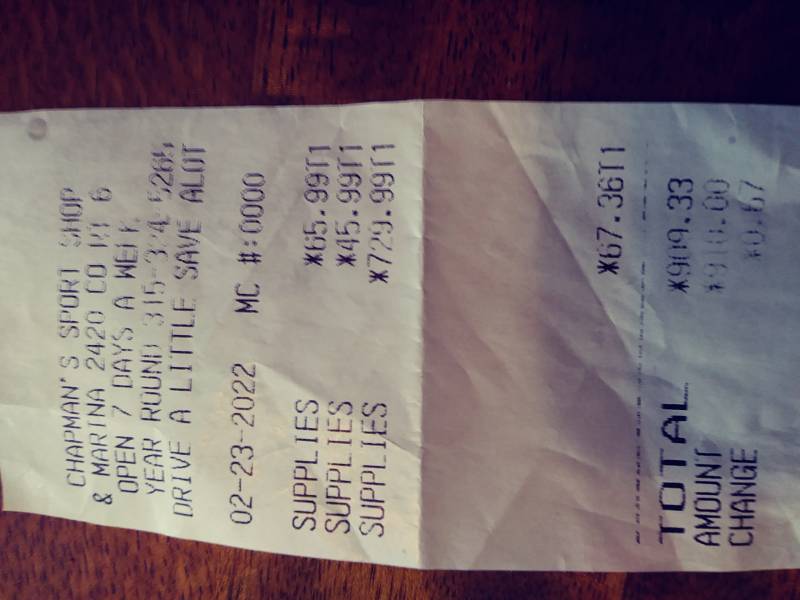 CHAPMAN'S SPORT SHOP
& MARINA 2420 CO RT 6
OPEN 7 DAYS A WEEK
YEAR ROUND 315-324-5265
DRIVE A LITTLE SAVE ALOT
02-23-2022 MC #:0000
SUPPLIES *65.99T1
SUPPLIES *45.99T1
SUPPLIES *729.99T1
*67.36T1
TOTAL *909.33
AMOUNT *910.00
CHANGE *0.67